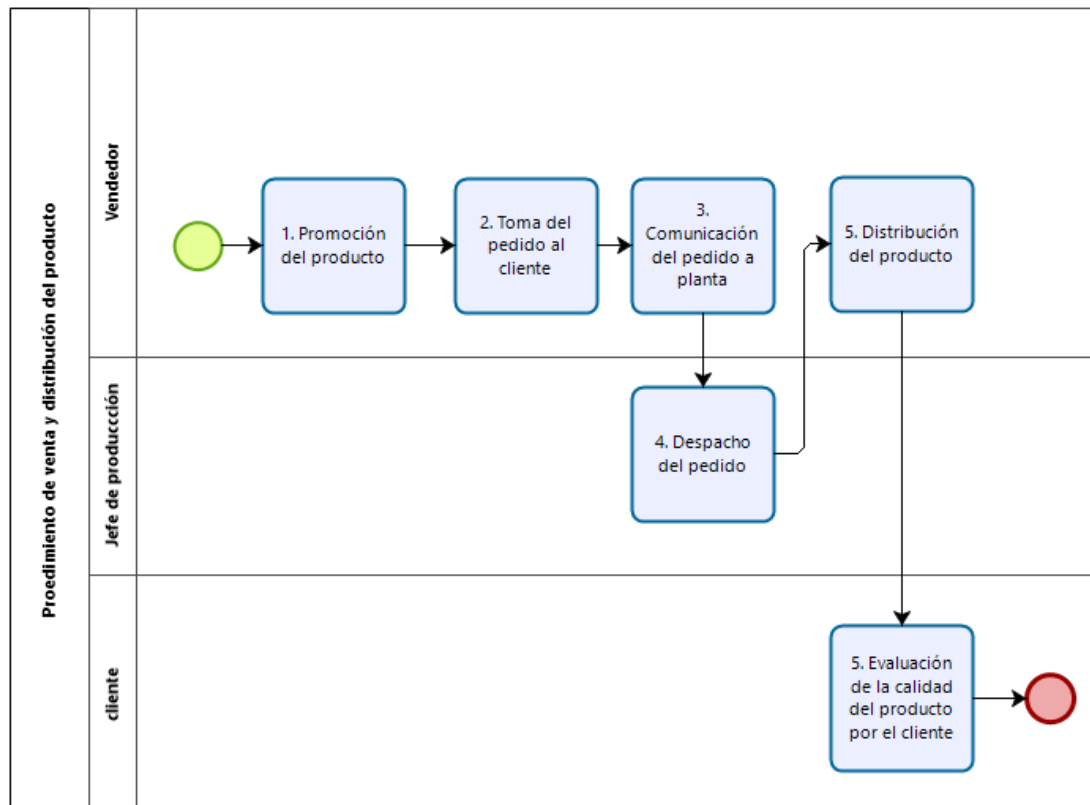 Proedimiento de venta y distribución del producto
Vendedor
1. Promoción
del producto
2. Toma del
pedido al
cliente
3.
Comunicación
del pedido a
planta
5. Distribución
del producto
Jefe de produccción
4. Despacho
del pedido
cliente
5. Evaluación
de la calidad
del producto
por el cliente